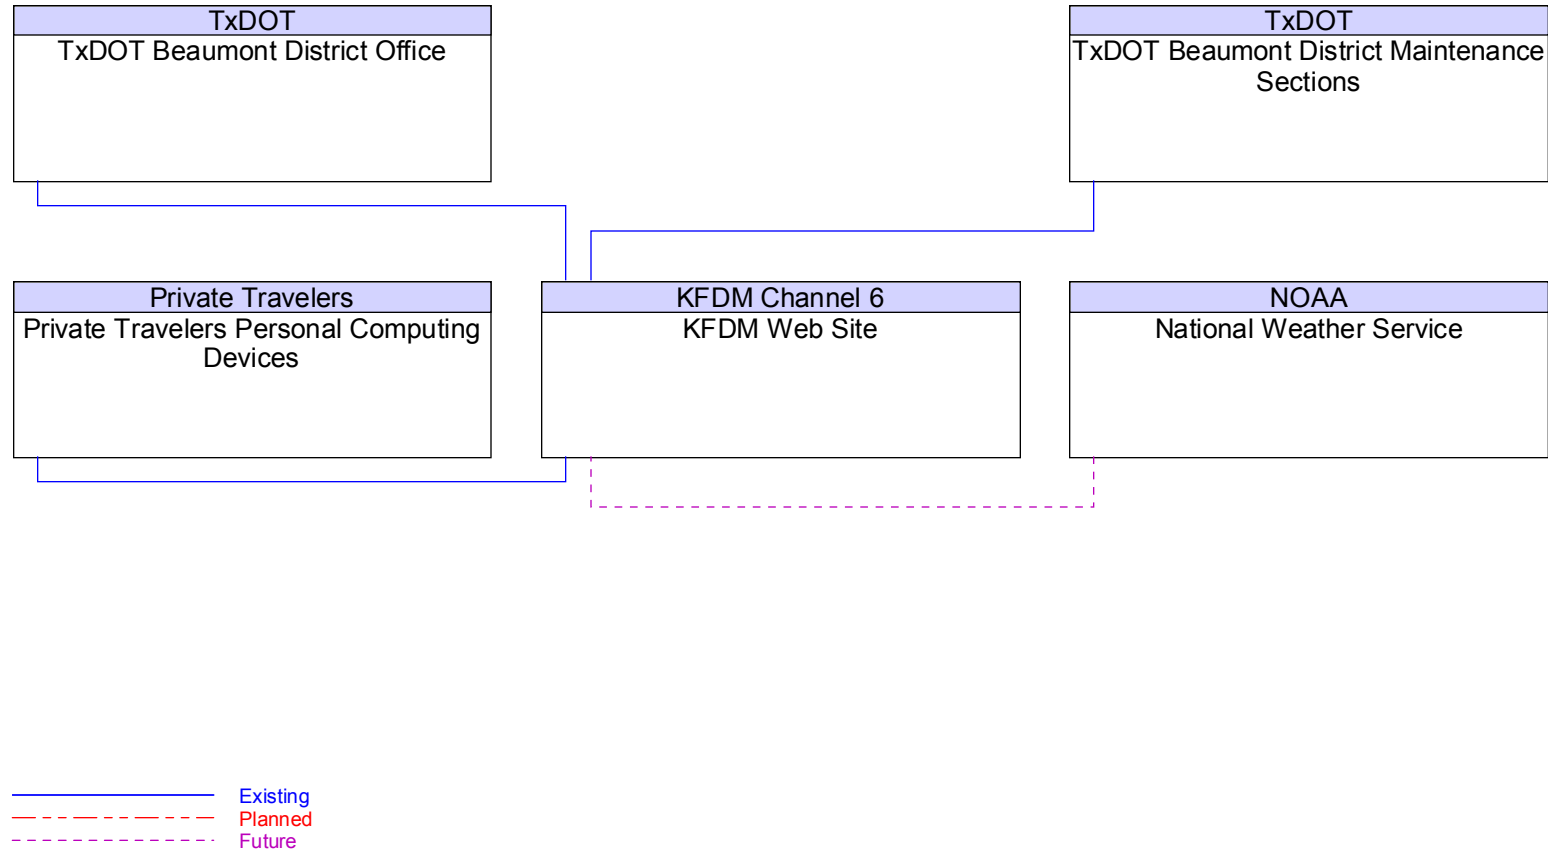 TxDOT
TxDOT Beaumont District Office
TxDOT
TxDOT Beaumont District Maintenance
Sections
Private Travelers
Private Travelers Personal Computing
Devices
KFDM Channel 6
KFDM Web Site
NOAA
National Weather Service
Existing
Planned
Future